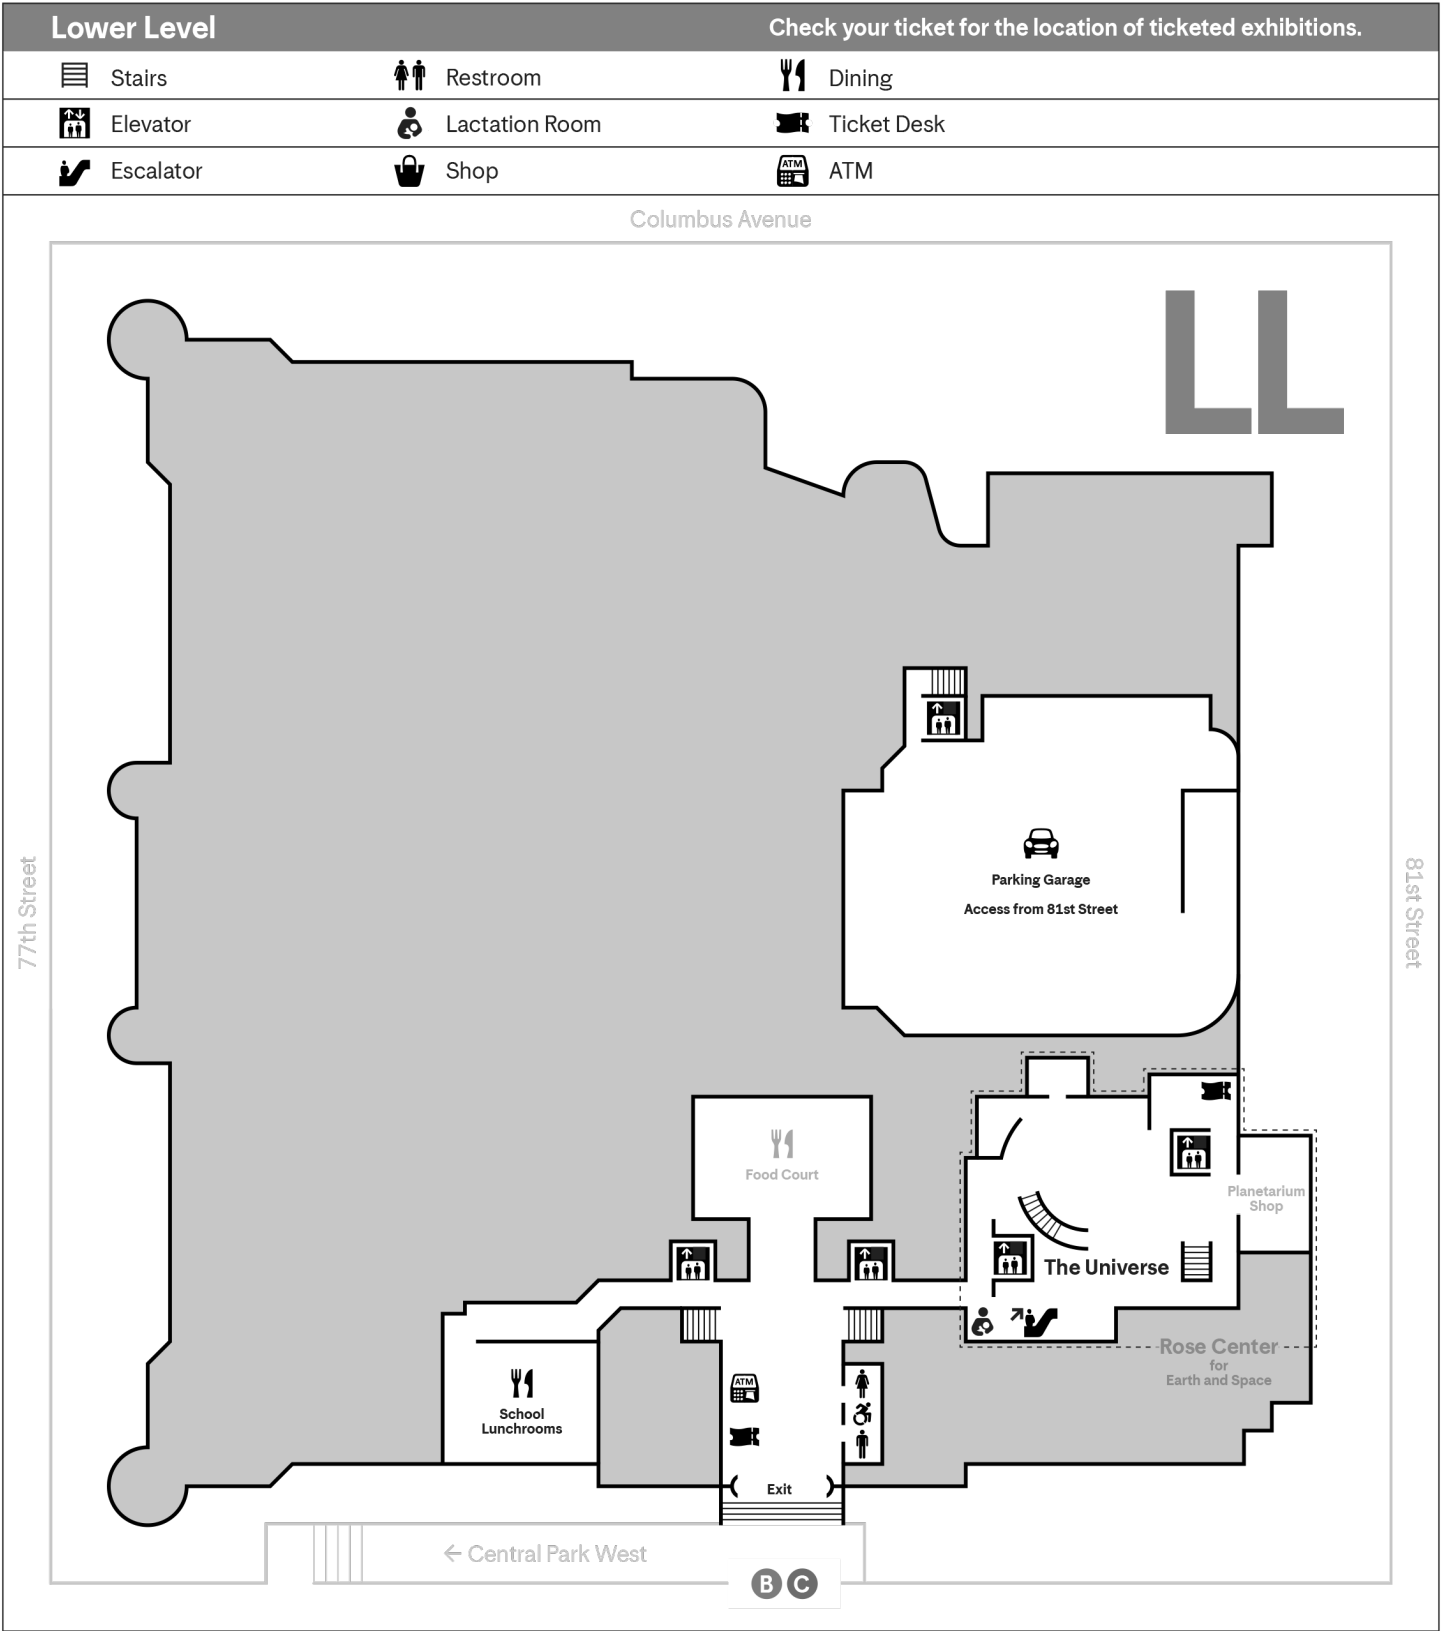 Lower Level
Check your ticket for the location of ticketed exhibitions.
Stairs
Restroom
Dining
Elevator
Lactation Room
Ticket Desk
Escalator
Shop
ATM
ATM
Columbus Avenue
LL
77th Street
81st Street
Parking Garage
Access from 81st Street
Food Court
Planetarium
Shop
The Universe
Rose Center
for
Earth and Space
School
Lunchrooms
ATM
Exit
← Central Park West
B C